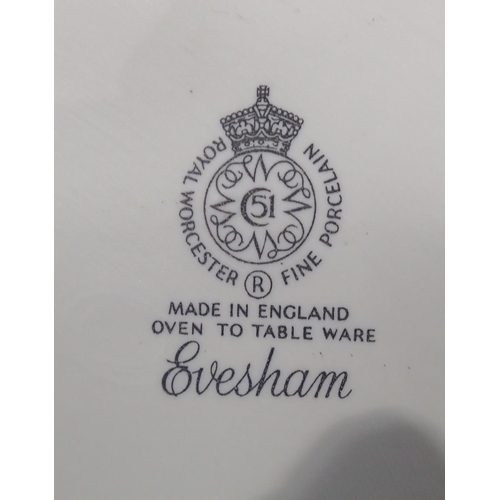 ROYAL WORCESTER
FINE PORCELAIN
51
®
MADE IN ENGLAND
OVEN TO TABLE WARE
Evesham